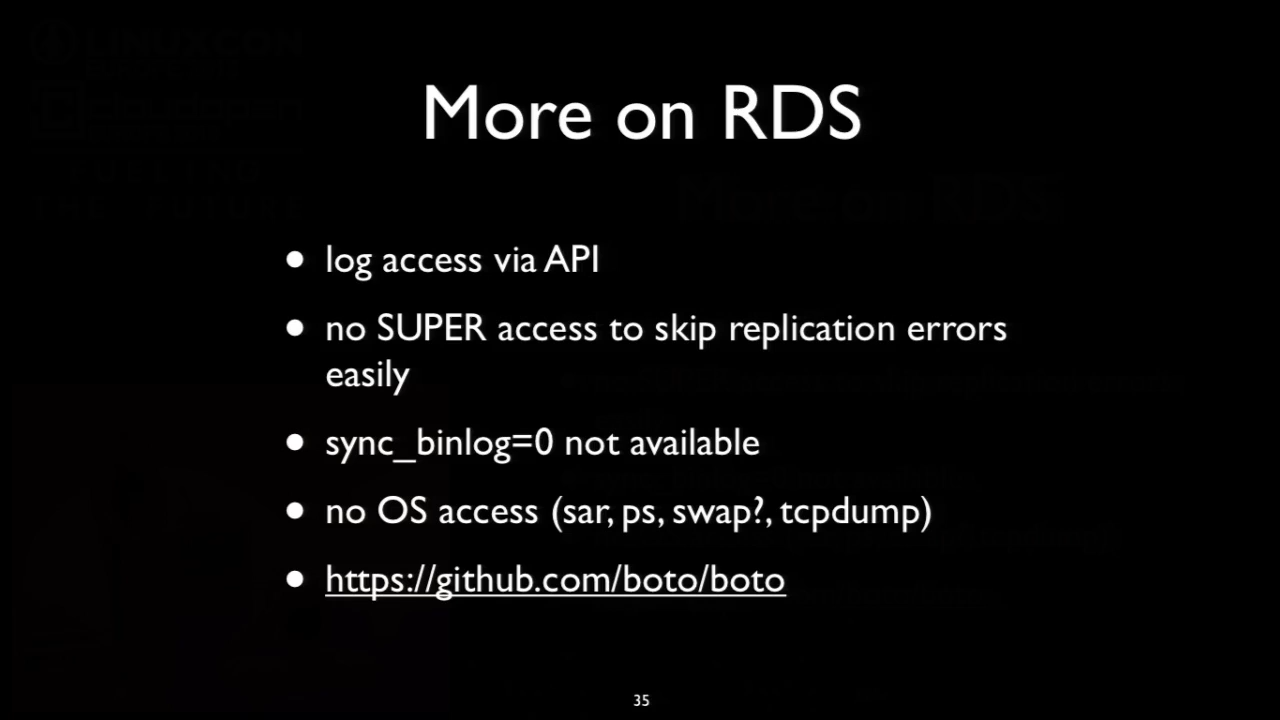 More on RDS
• log access via API
• no SUPER access to skip replication errors
easily
• sync_binlog=0 not available
• no OS access (sar, ps, swap?, tcpdump)
• https://github.com/boto/boto
35